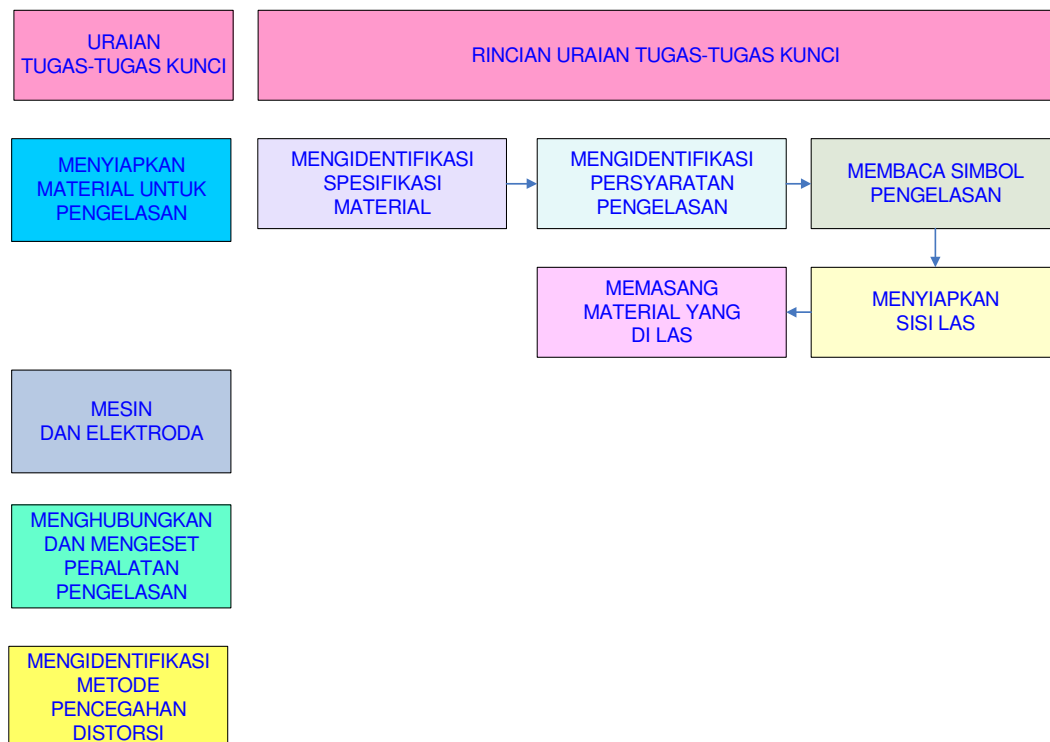 URAIAN
TUGAS-TUGAS KUNCI
RINCIAN URAIAN TUGAS-TUGAS KUNCI
MENYIAPKAN
MATERIAL UNTUK
PENGELASAN
MENGIDENTIFIKASI
SPESIFIKASI
MATERIAL
MENGIDENTIFIKASI
PERSYARATAN
PENGELASAN
MEMBACA SIMBOL
PENGELASAN
MEMASANG
MATERIAL YANG
DI LAS
MENYIAPKAN
SISI LAS
MESIN
DAN ELEKTRODA
MENGHUBUNGKAN
DAN MENGESET
PERALATAN
PENGELASAN
MENGIDENTIFIKASI
METODE
PENCEGAHAN
DISTORSI